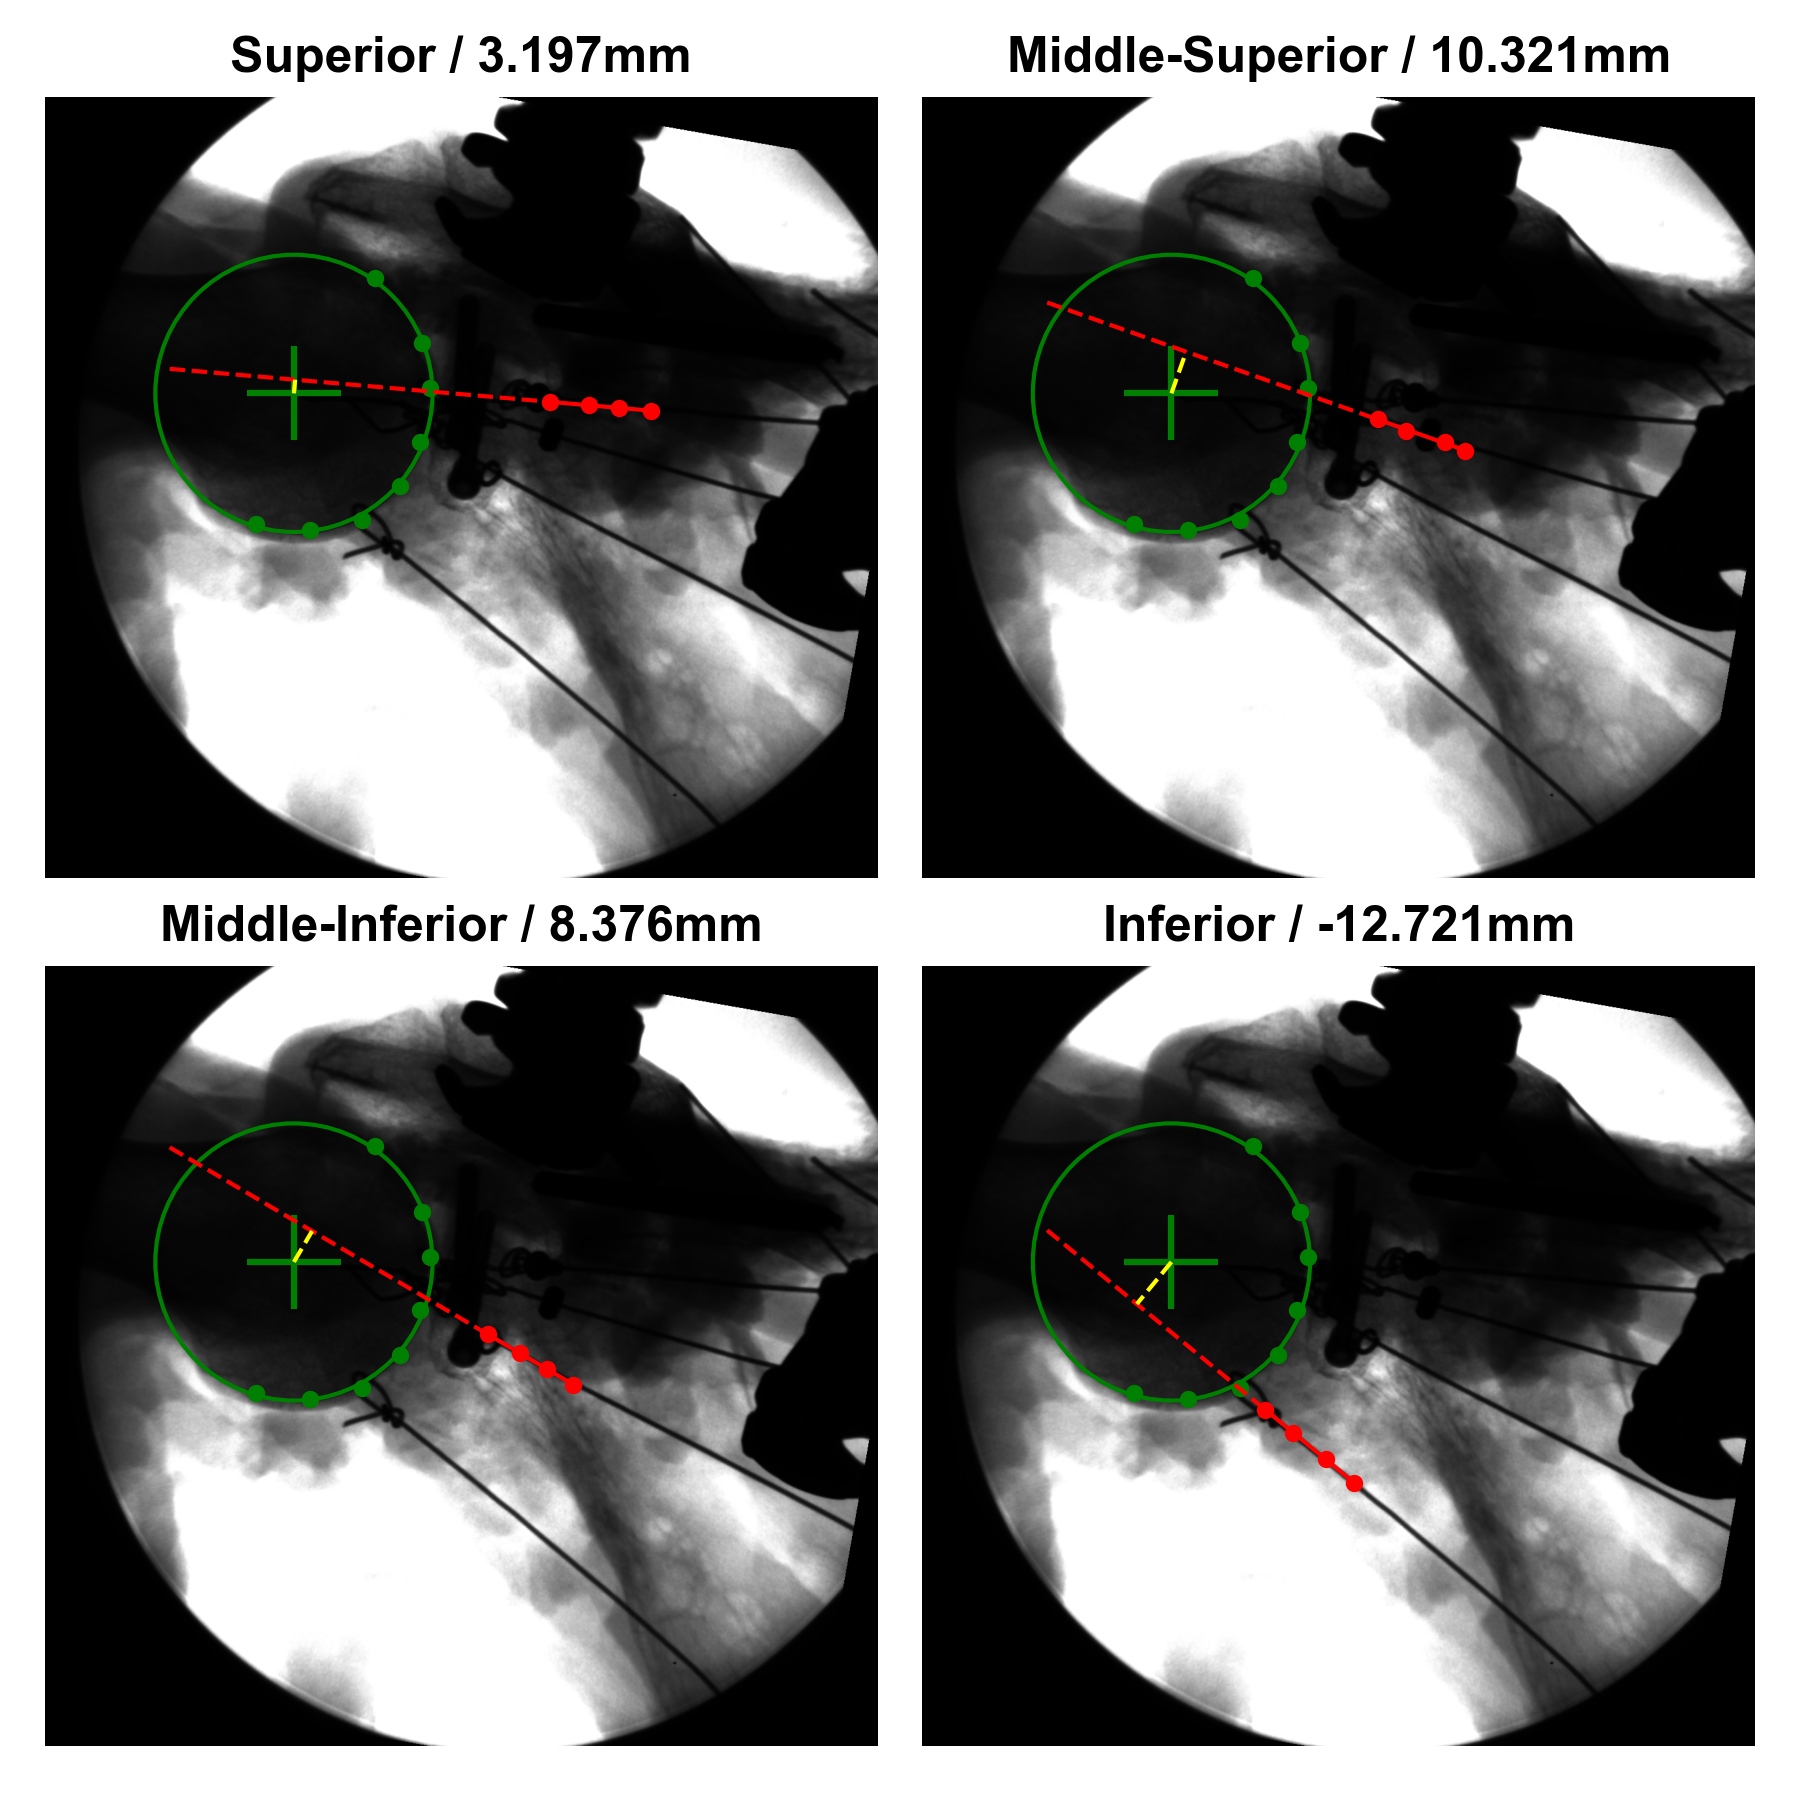 Superior / 3.197mm
Middle-Superior / 10.321mm
Middle-Inferior / 8.376mm
Inferior / -12.721mm